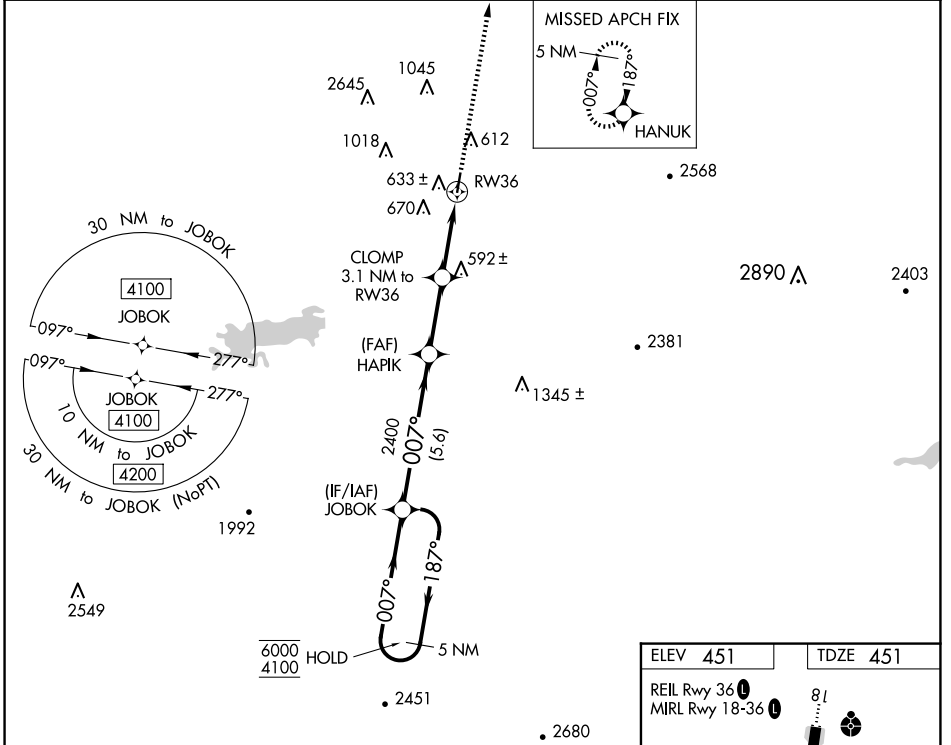 MISSED APCH FIX
5 NM
007°
187°
HANUK
2645
1045
1018
612
633 ±
RW36
670
2568
30 NM to JOBOK
4100
JOBOK
097°
277°
097°
277°
JOBOK
4100
10 NM to JOBOK
4200
30 NM to JOBOK (NoPT)
CLOMP
3.1 NM to
RW36
592 ±
2890
2403
(FAF)
HAPIK
2381
1345 ±
2400
007°
(5.6)
(IF/IAF)
JOBOK
1992
187°
007°
2549
6000
4100
HOLD
5 NM
2451
2680
ELEV 451
TDZE 451
REIL Rwy 36 L
MIRL Rwy 18-36 L
18